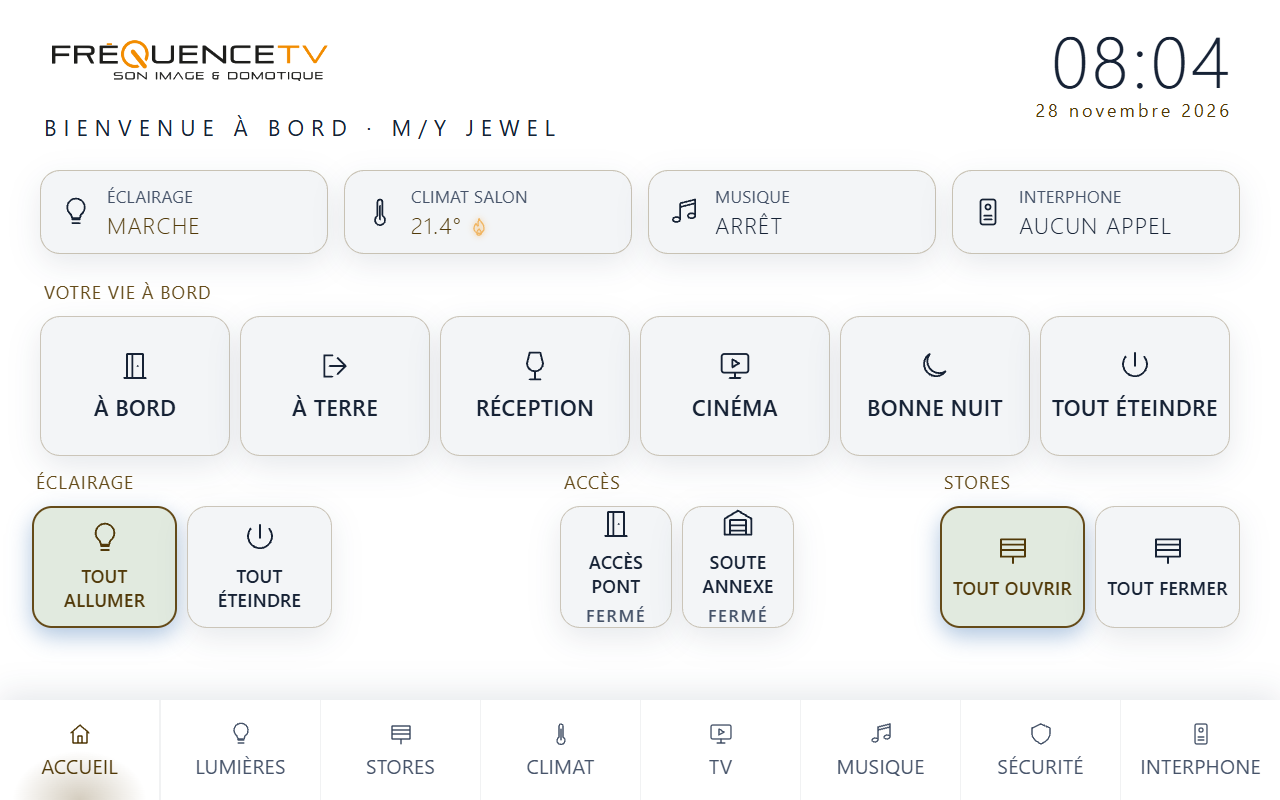 FRÉQUENCETV
SON IMAGE & DOMOTIQUE
08:04
28 novembre 2026
BIENVENUE À BORD · M/Y JEWEL
ÉCLAIRAGE
MARCHE
CLIMAT SALON
21.4°
MUSIQUE
ARRÊT
INTERPHONE
AUCUN APPEL
VOTRE VIE À BORD
À BORD
À TERRE
RÉCEPTION
CINÉMA
BONNE NUIT
TOUT ÉTEINDRE
ÉCLAIRAGE
TOUT
ALLUMER
TOUT
ÉTEINDRE
ACCÈS
ACCÈS
PONT
FERMÉ
SOUTE
ANNEXE
FERMÉ
STORES
TOUT OUVRIR
TOUT FERMER
ACCUEIL
LUMIÈRES
STORES
CLIMAT
TV
MUSIQUE
SÉCURITÉ
INTERPHONE